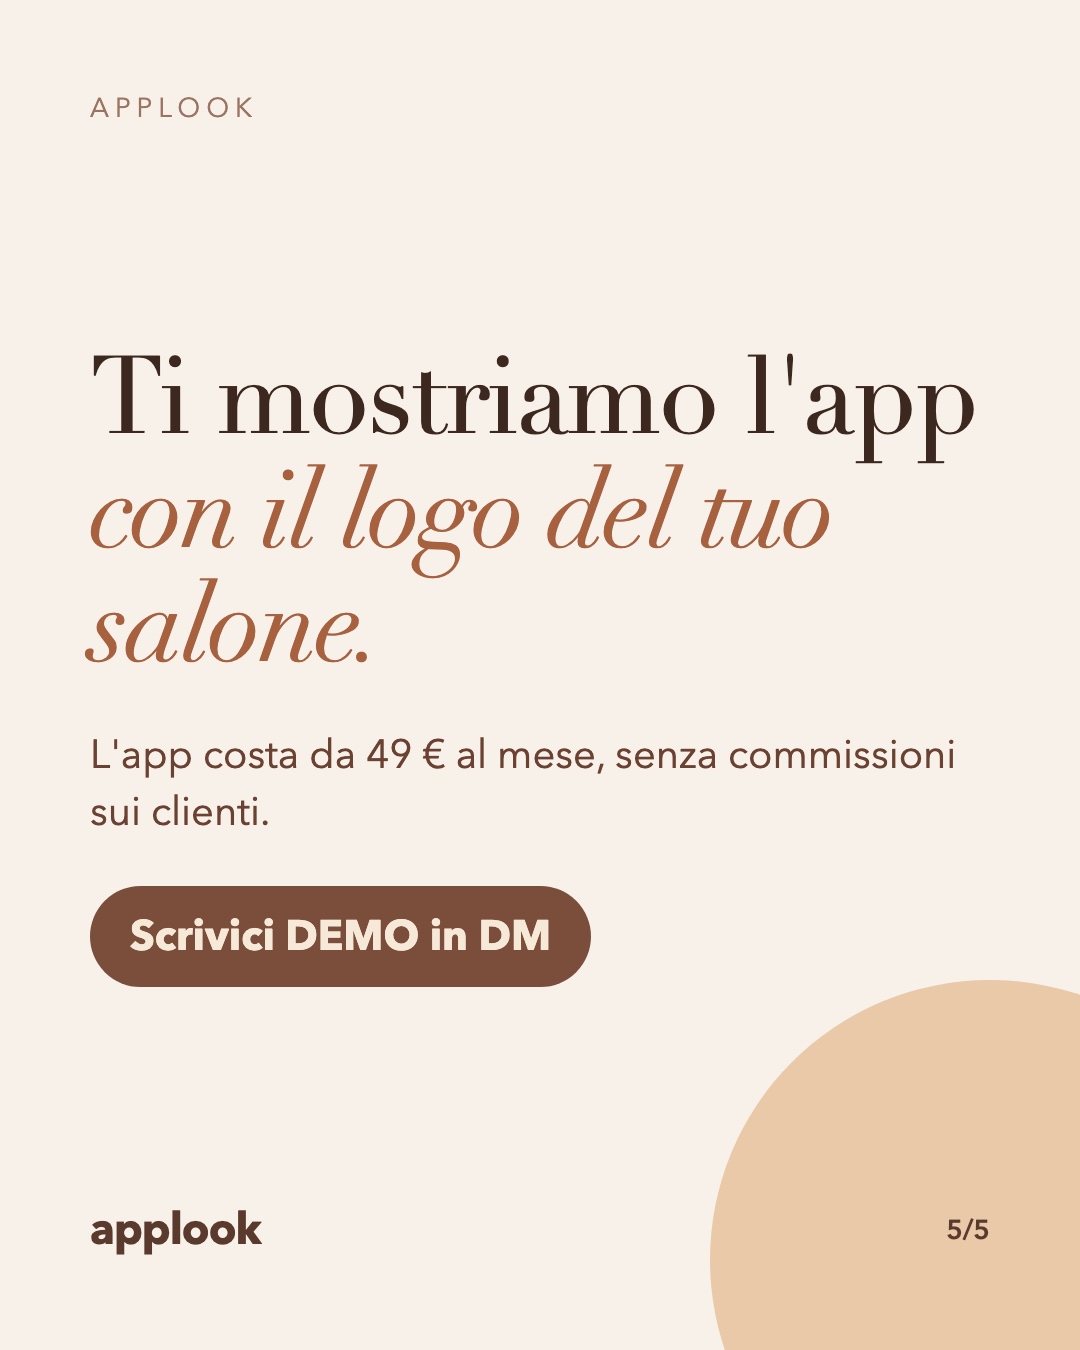 APPLOOK
Ti mostriamo l'app
con il logo del tuo
salone.
L'app costa da 49 € al mese, senza commissioni
sui clienti.
Scrivici DEMO in DM
applook
5/5